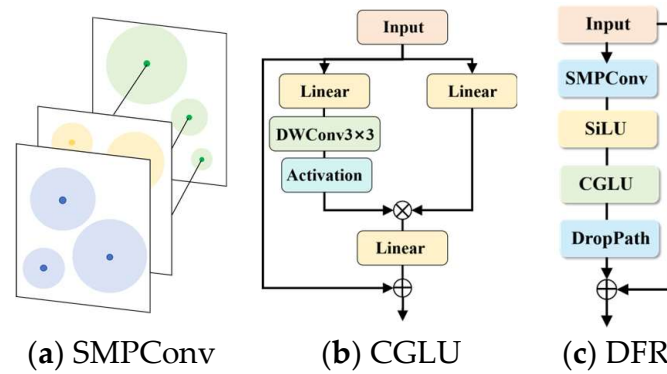 Input
Linear
Linear
DWConv3×3
Activation
Linear
Input
SMPConv
SiLU
CGLU
DropPath
(a) SMPConv
(b) CGLU
(c) DFR